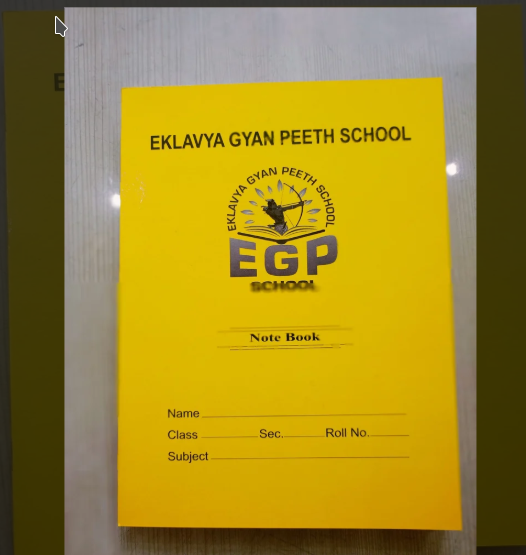 EKLAVYA GYAN PEETH SCHOOL
EKLAVYA GYAN PEETH SCHOOL
EGP
SCHOOL
Note Book
Name
Class Sec. Roll No.
Subject